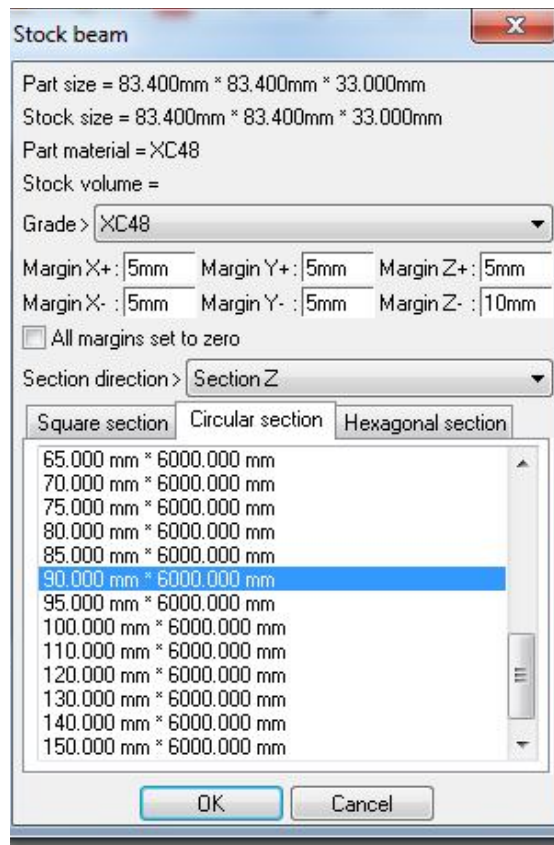 Stock beam
Part size = 83.400mm * 83.400mm * 33.000mm
Stock size = 83.400mm * 83.400mm * 33.000mm
Part material = XC48
Stock volume =
Grade > XC48
Margin X+ : 5mm Margin Y+ : 5mm Margin Z+ : 5mm
Margin X- : 5mm Margin Y- : 5mm Margin Z- : 10mm
All margins set to zero
Section direction > Section Z
Square section Circular section Hexagonal section
65.000 mm * 6000.000 mm
70.000 mm * 6000.000 mm
75.000 mm * 6000.000 mm
80.000 mm * 6000.000 mm
85.000 mm * 6000.000 mm
90.000 mm * 6000.000 mm
95.000 mm * 6000.000 mm
100.000 mm * 6000.000 mm
110.000 mm * 6000.000 mm
120.000 mm * 6000.000 mm
130.000 mm * 6000.000 mm
140.000 mm * 6000.000 mm
150.000 mm * 6000.000 mm
OK Cancel